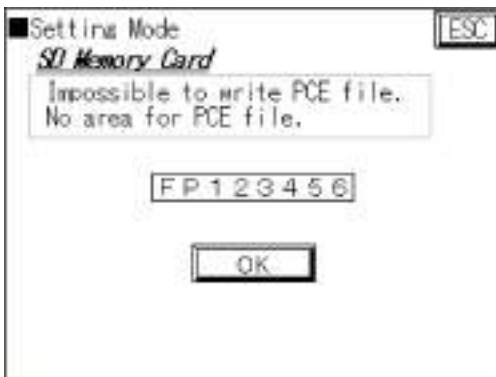 ■Setting Mode
ESC
SD Memory Card
Impossible to write PCE file.
No area for PCE file.
FP123456
OK